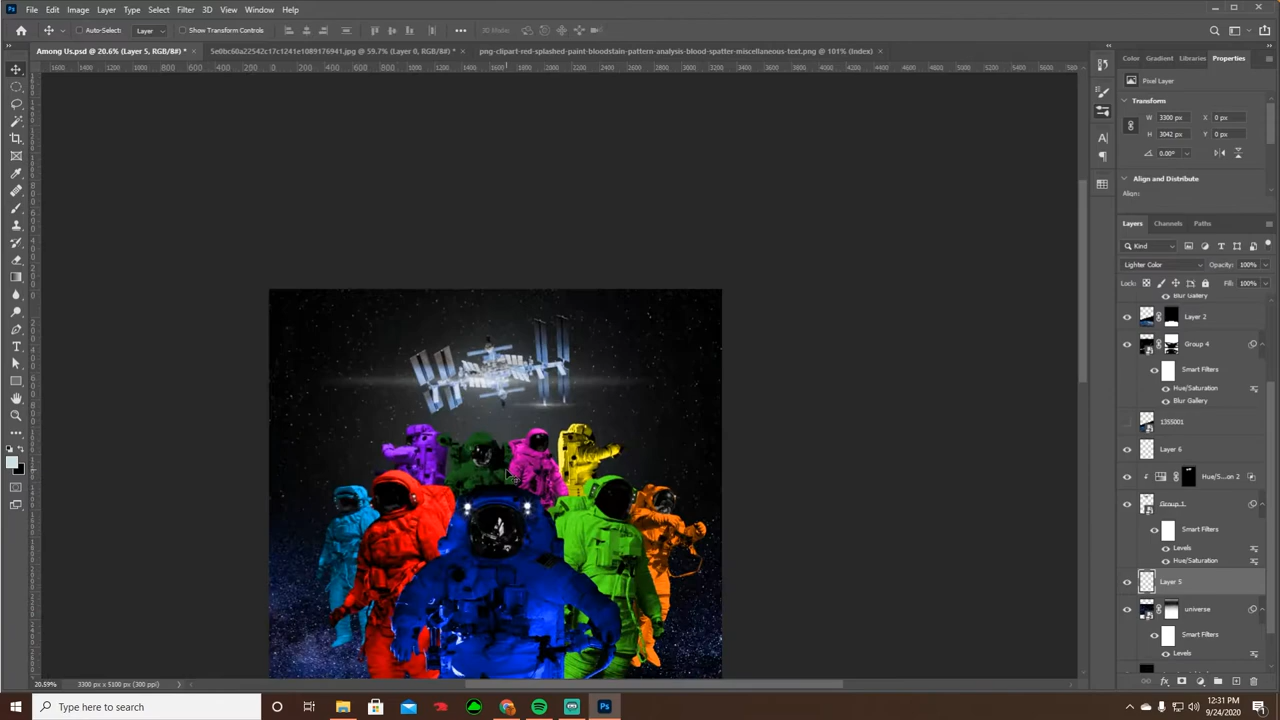 File Edit Image Layer Type Select Filter 3D View Window Help
Auto-Select: Layer Show Transform Controls 3D Mode:
Among Us.psd @ 20.6% (Layer 5, RGB/8#) * × 5e0bc60a22542c17c1241e1089176941.jpg @ 59.7% (Layer 0, RGB/8#) * × png-clipart-red-splashed-paint-bloodstain-pattern-analysis-blood-spatter-miscellaneous-text.png @ 101% (Index) ×
Color Gradient Libraries Properties
Pixel Layer
Transform
W 3300 px X 0 px
H 3042 px Y 0 px
0.00°
Align and Distribute
Align:
Layers Channels Paths
Kind
Lighter Color Opacity: 100%
Lock: Fill: 100%
Blur Gallery
Layer 2
Group 4
Smart Filters
Hue/Saturation
Blur Gallery
1355001
Layer 6
Hue/S...on 2
Group 1
Smart Filters
Levels
Hue/Saturation
Layer 5
universe
Smart Filters
Levels
20.59% 3300 px x 5100 px (300 ppi)
Type here to search
12:31 PM
9/24/2020